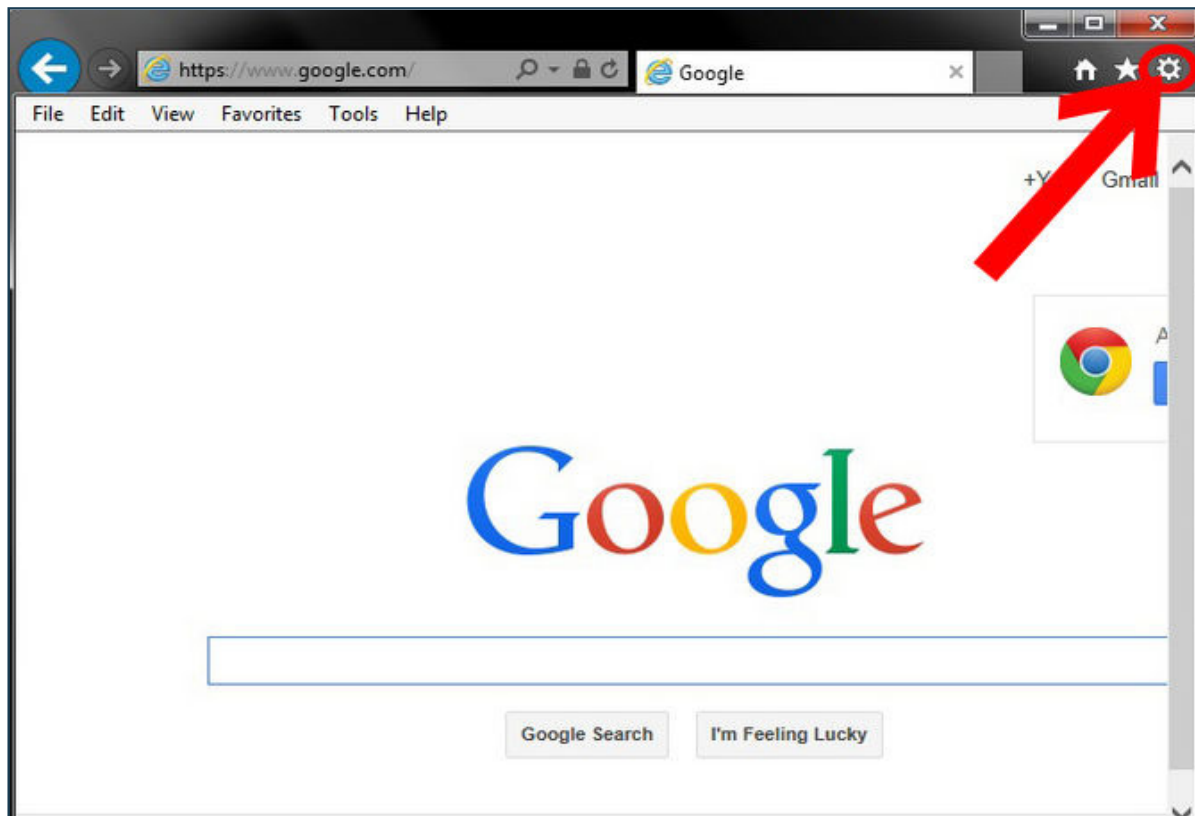 https://www.google.com/
Google
File Edit View Favorites Tools Help
Gmail
Google
Google Search I'm Feeling Lucky